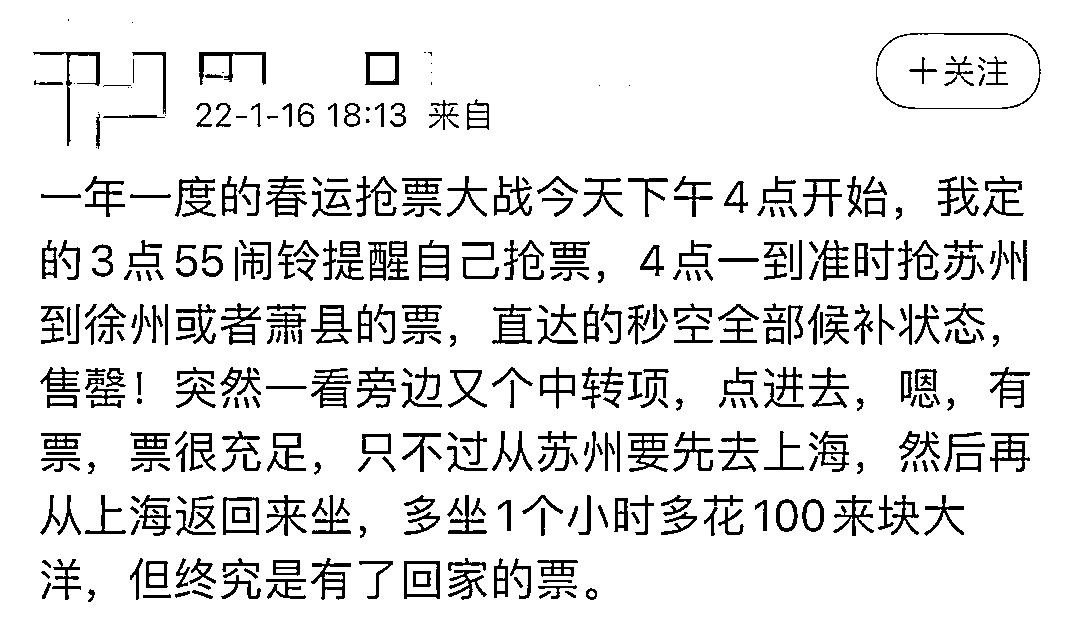 +关注
22-1-16 18:13 来自
一年一度的春运抢票大战今天下午4点开始，我定
的3点55闹铃提醒自己抢票，4点一到准时抢苏州
到徐州或者萧县的票，直达的秒空全部候补状态，
售罄！突然一看旁边又个中转项，点进去，嗯，有
票，票很充足，只不过从苏州要先去上海，然后再
从上海返回来坐，多坐1个小时多花100来块大
洋，但终究是有了回家的票。